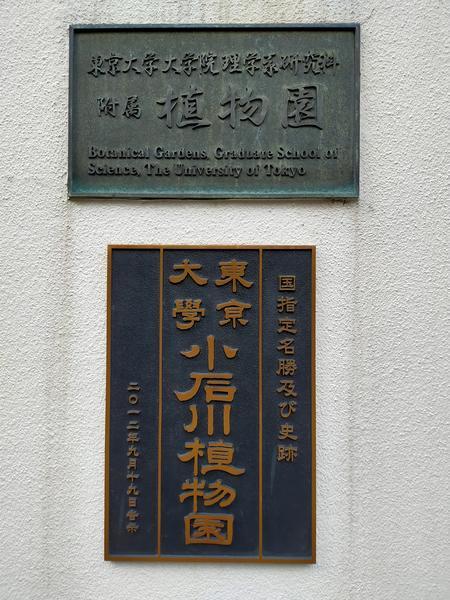 東京大学大学院理学系研究科
附属 植物園
Botanical Gardens, Graduate School of
Science, The University of Tokyo
国指定名勝及び史跡
東京
大學
小石川植物園
二〇一二年九月十九日告示